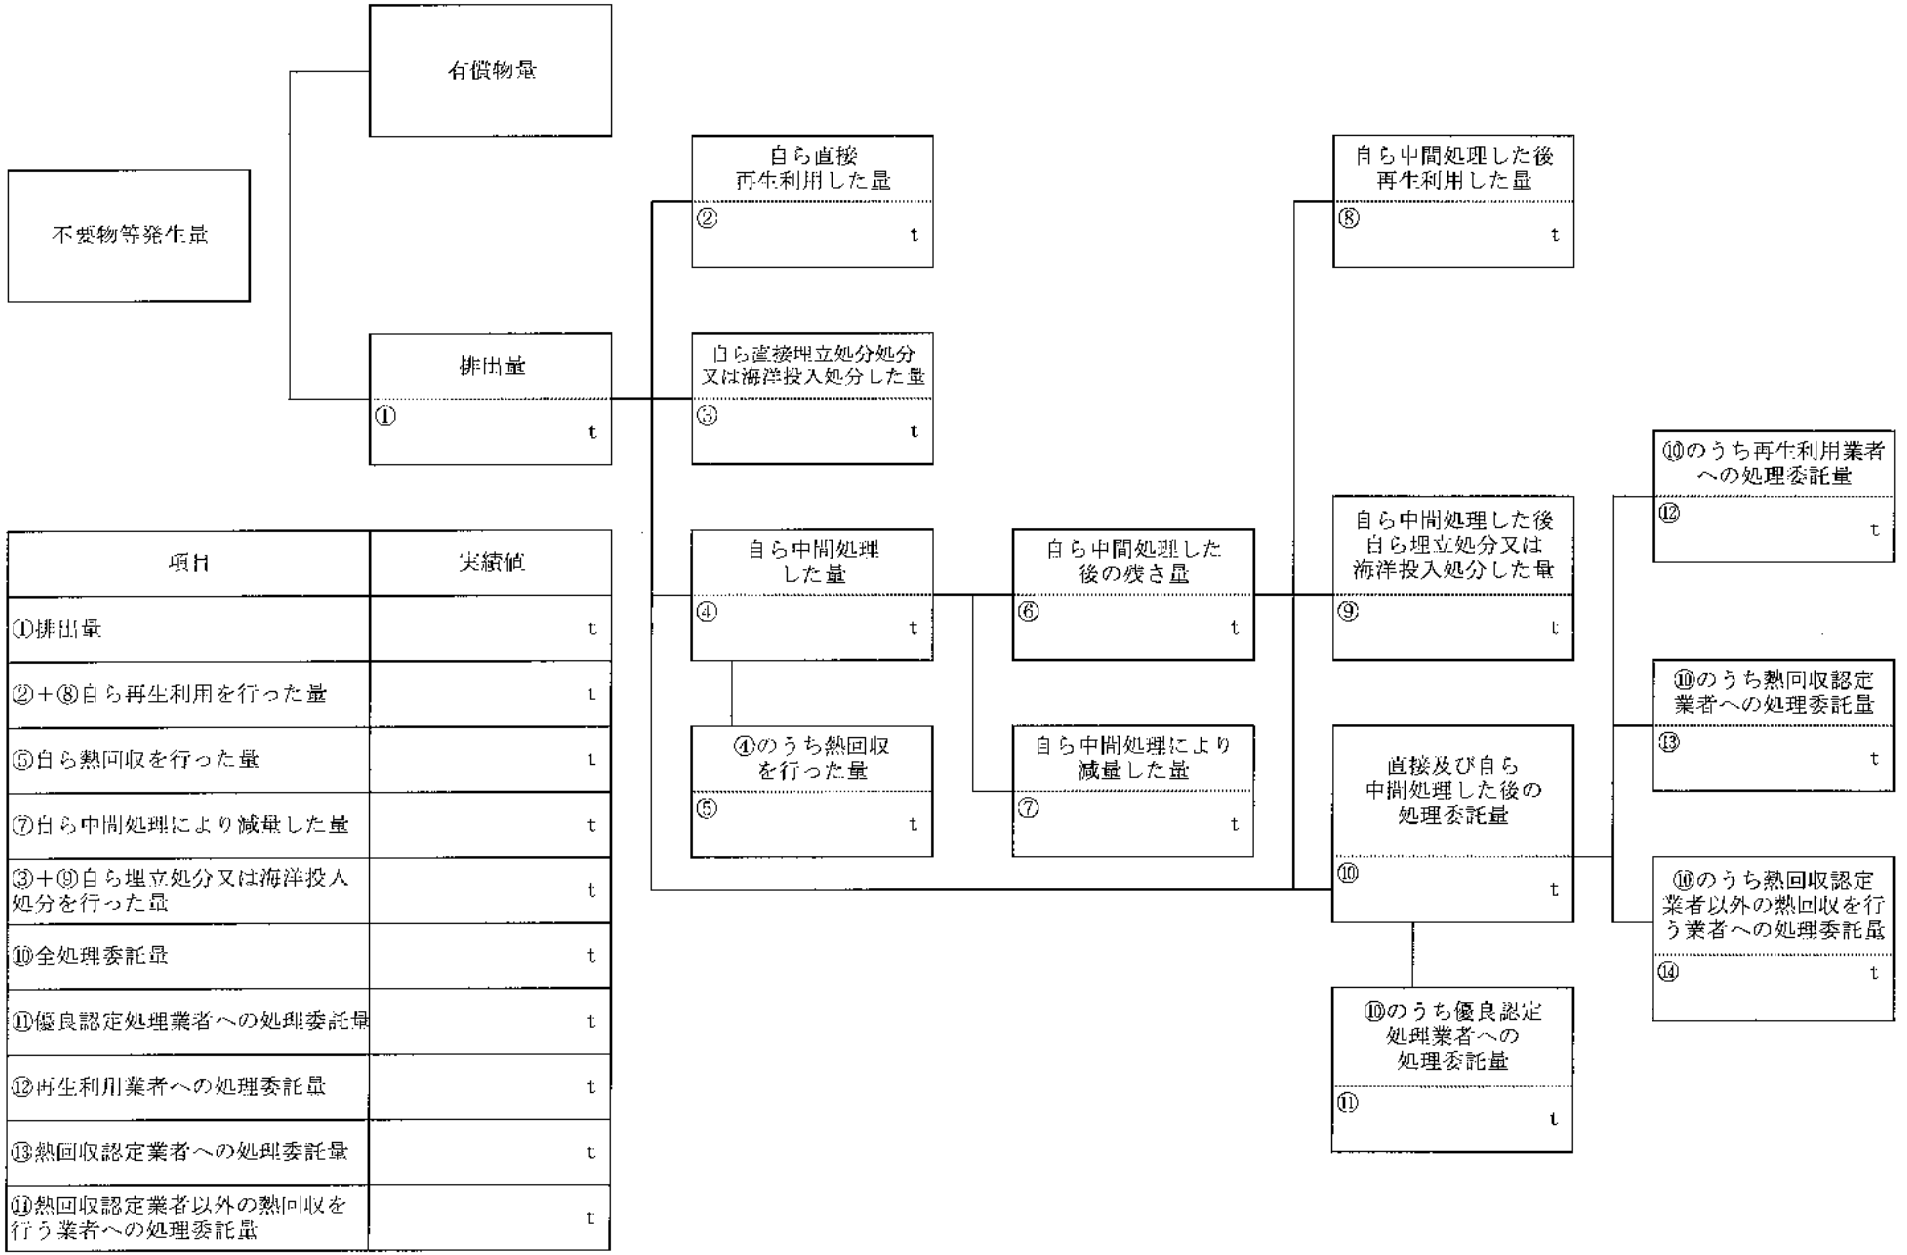 有償物量
不要物等発生量
排出量
①
t
自ら直接
再生利用した量
②
t
自ら直接埋立処分処分
又は海洋投入処分した量
③
t
自ら中間処理
した量
④
t
④のうち熱回収
を行った量
⑤
t
自ら中間処理した
後の残さ量
⑥
t
自ら中間処理により
減量した量
⑦
t
自ら中間処理した後
再生利用した量
⑧
t
自ら中間処理した後
自ら埋立処分又は
海洋投入処分した量
⑨
t
直接及び自ら
中間処理した後の
処理委託量
⑩
t
⑩のうち優良認定
処理業者への
処理委託量
⑪
t
⑩のうち再生利用業者
への処理委託量
⑫
t
⑩のうち熱回収認定
業者への処理委託量
⑬
t
⑩のうち熱回収認定
業者以外の熱回収を行
う業者への処理委託量
⑭
t
項目 実績値
①排出量 t
②+⑧自ら再生利用を行った量 t
⑤自ら熱回収を行った量 t
⑦自ら中間処理により減量した量 t
③+⑨自ら埋立処分又は海洋投入
処分を行った量 t
⑩全処理委託量 t
⑪優良認定処理業者への処理委託量 t
⑫再生利用業者への処理委託量 t
⑬熱回収認定業者への処理委託量 t
⑭熱回収認定業者以外の熱回収を
行う業者への処理委託量 t